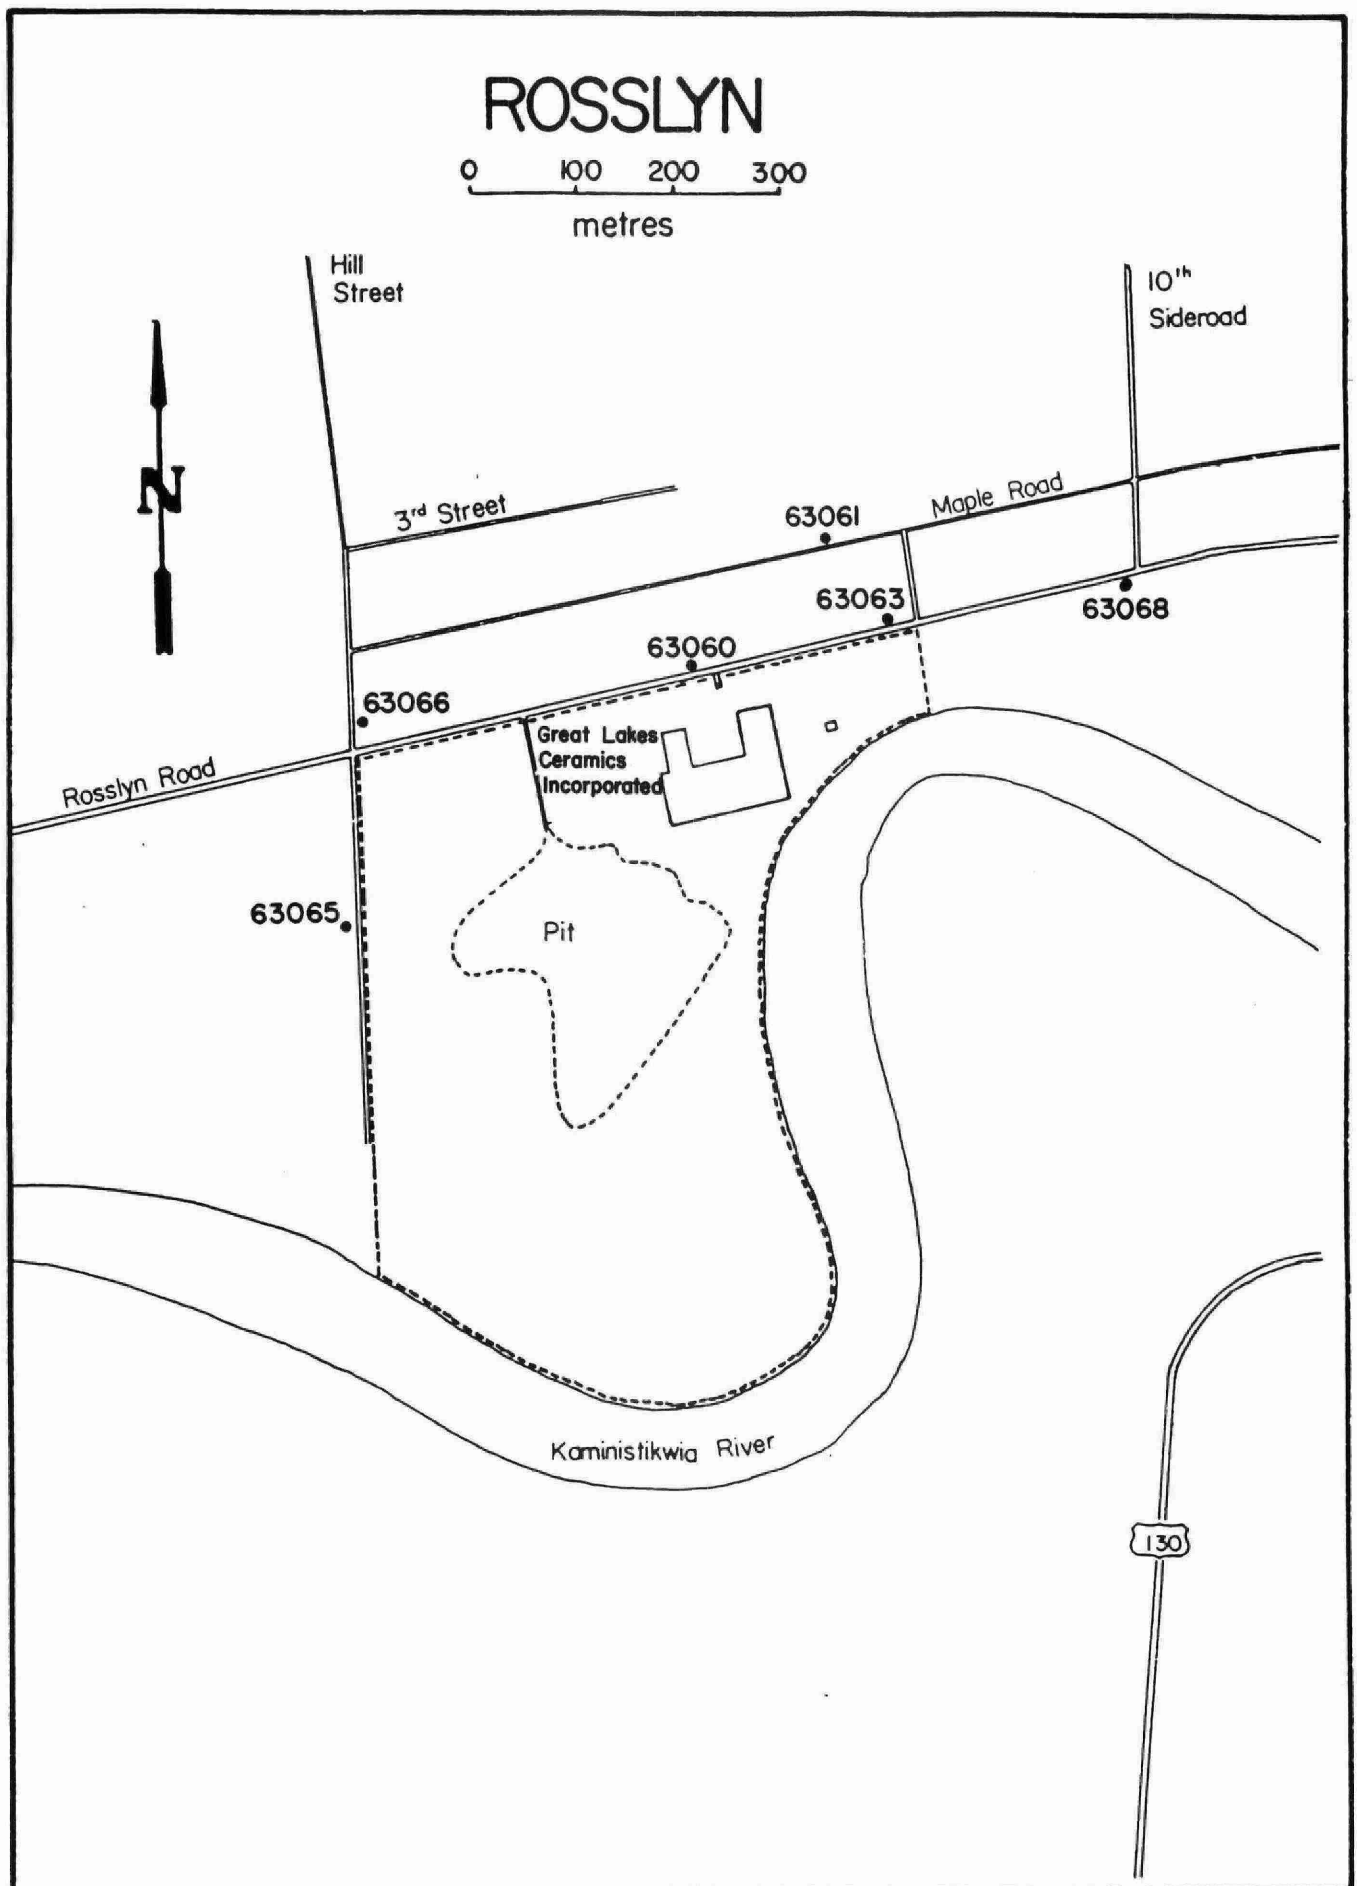 ROSSLYN
0 100 200 300
metres
Hill
Street
10th
Sideroad
N
3rd Street
Maple Road
63061
63063
63068
63060
63066
Great Lakes
Ceramics
Incorporated
Rosslyn Road
63065
Pit
Kaministikwia River
130